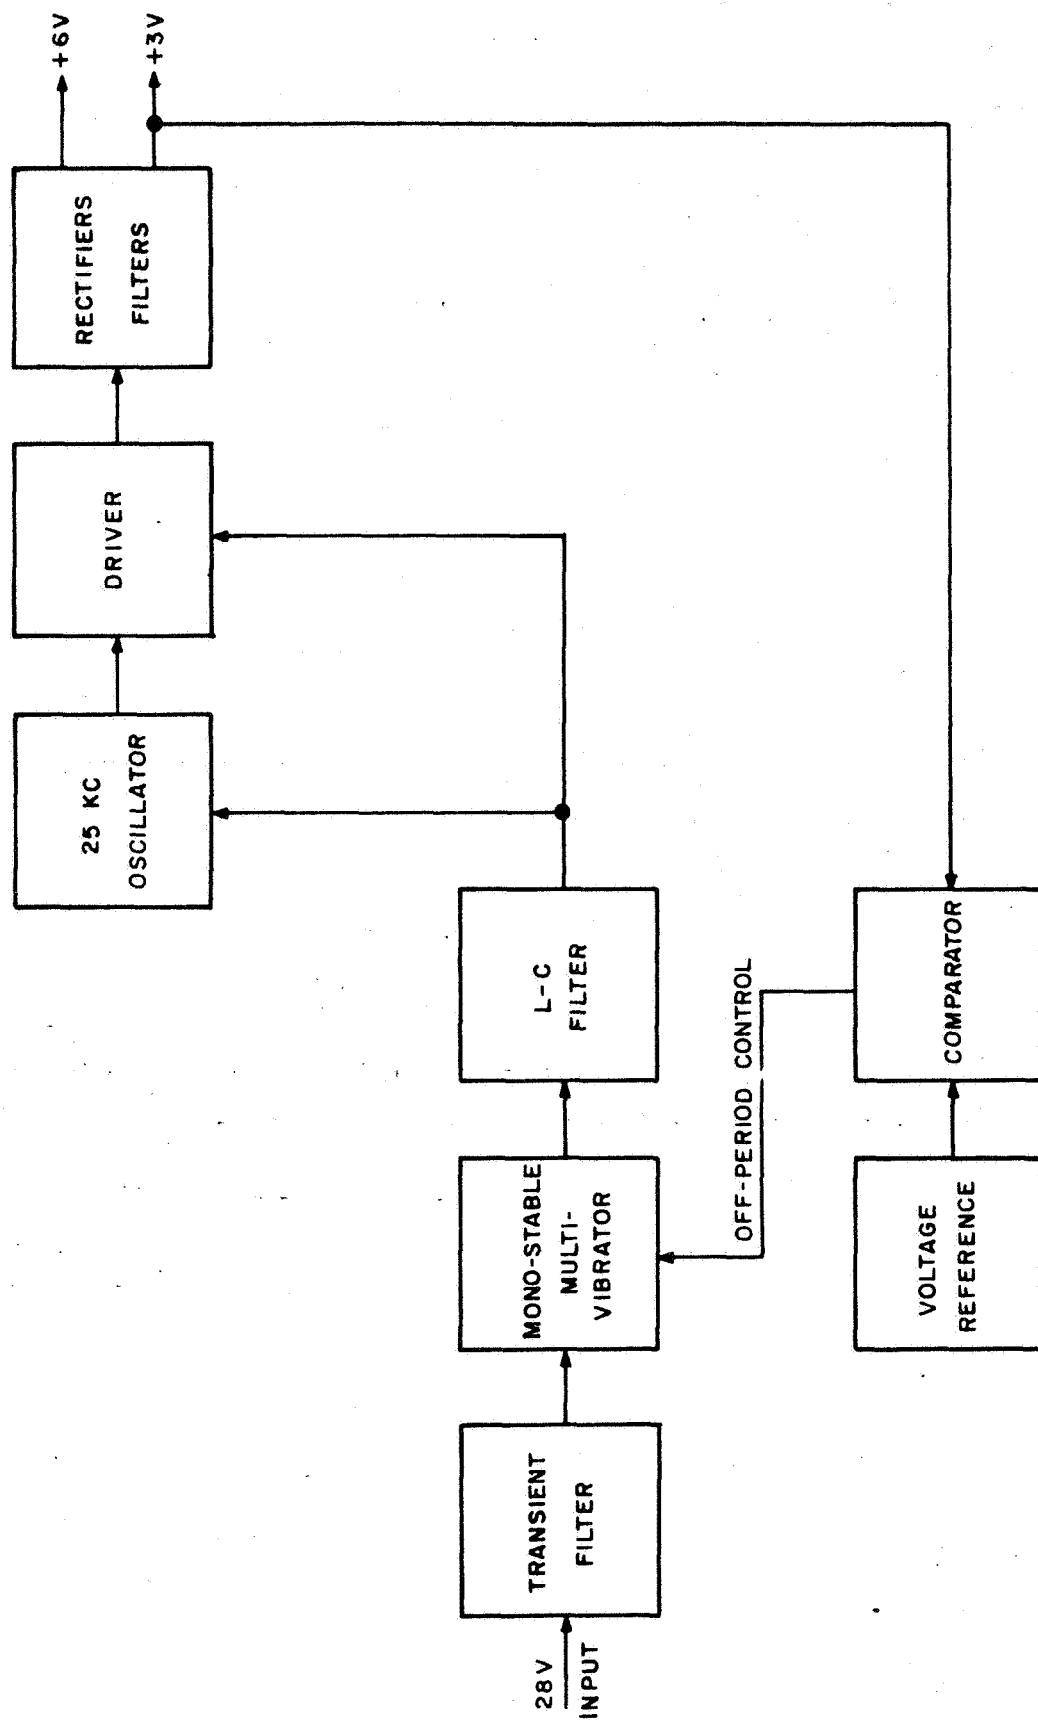 25 KC
OSCILLATOR
DRIVER
RECTIFIERS
FILTERS
+6V
+3V
28V
INPUT
TRANSIENT
FILTER
MONO-STABLE
MULTI-
VIBRATOR
L-C
FILTER
OFF-PERIOD CONTROL
VOLTAGE
REFERENCE
COMPARATOR